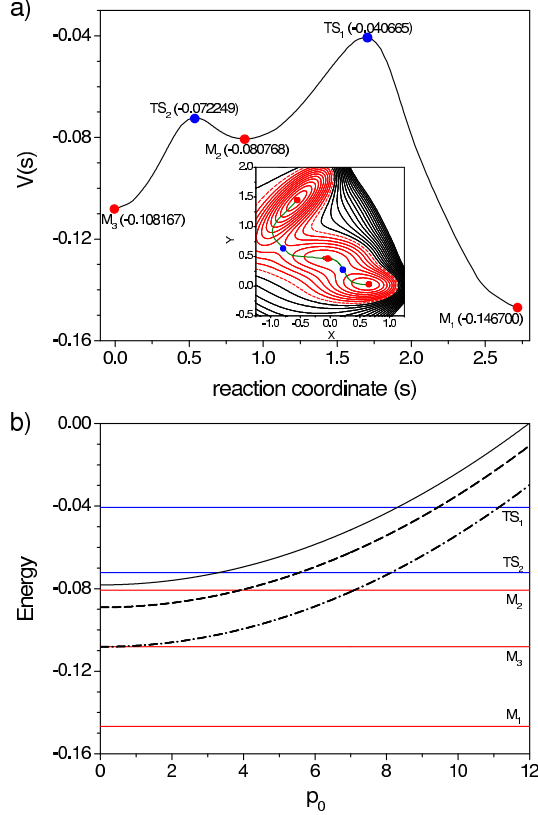 a)
-0.04
-0.08
-0.12
-0.16
V(s)
TS₁ (-0.040665)
TS₂ (-0.072249)
M₂ (-0.080768)
M₃ (-0.108167)
M₁ (-0.146700)
2.0
1.5
1.0
0.5
0.0
-0.5
Y
-1.0 -0.5 0.0 0.5 1.0
X
0.0 0.5 1.0 1.5 2.0 2.5
reaction coordinate (s)
b)
0.00
-0.04
-0.08
-0.12
-0.16
Energy
TS₁
TS₂
M₂
M₃
M₁
0 2 4 6 8 10 12
p₀